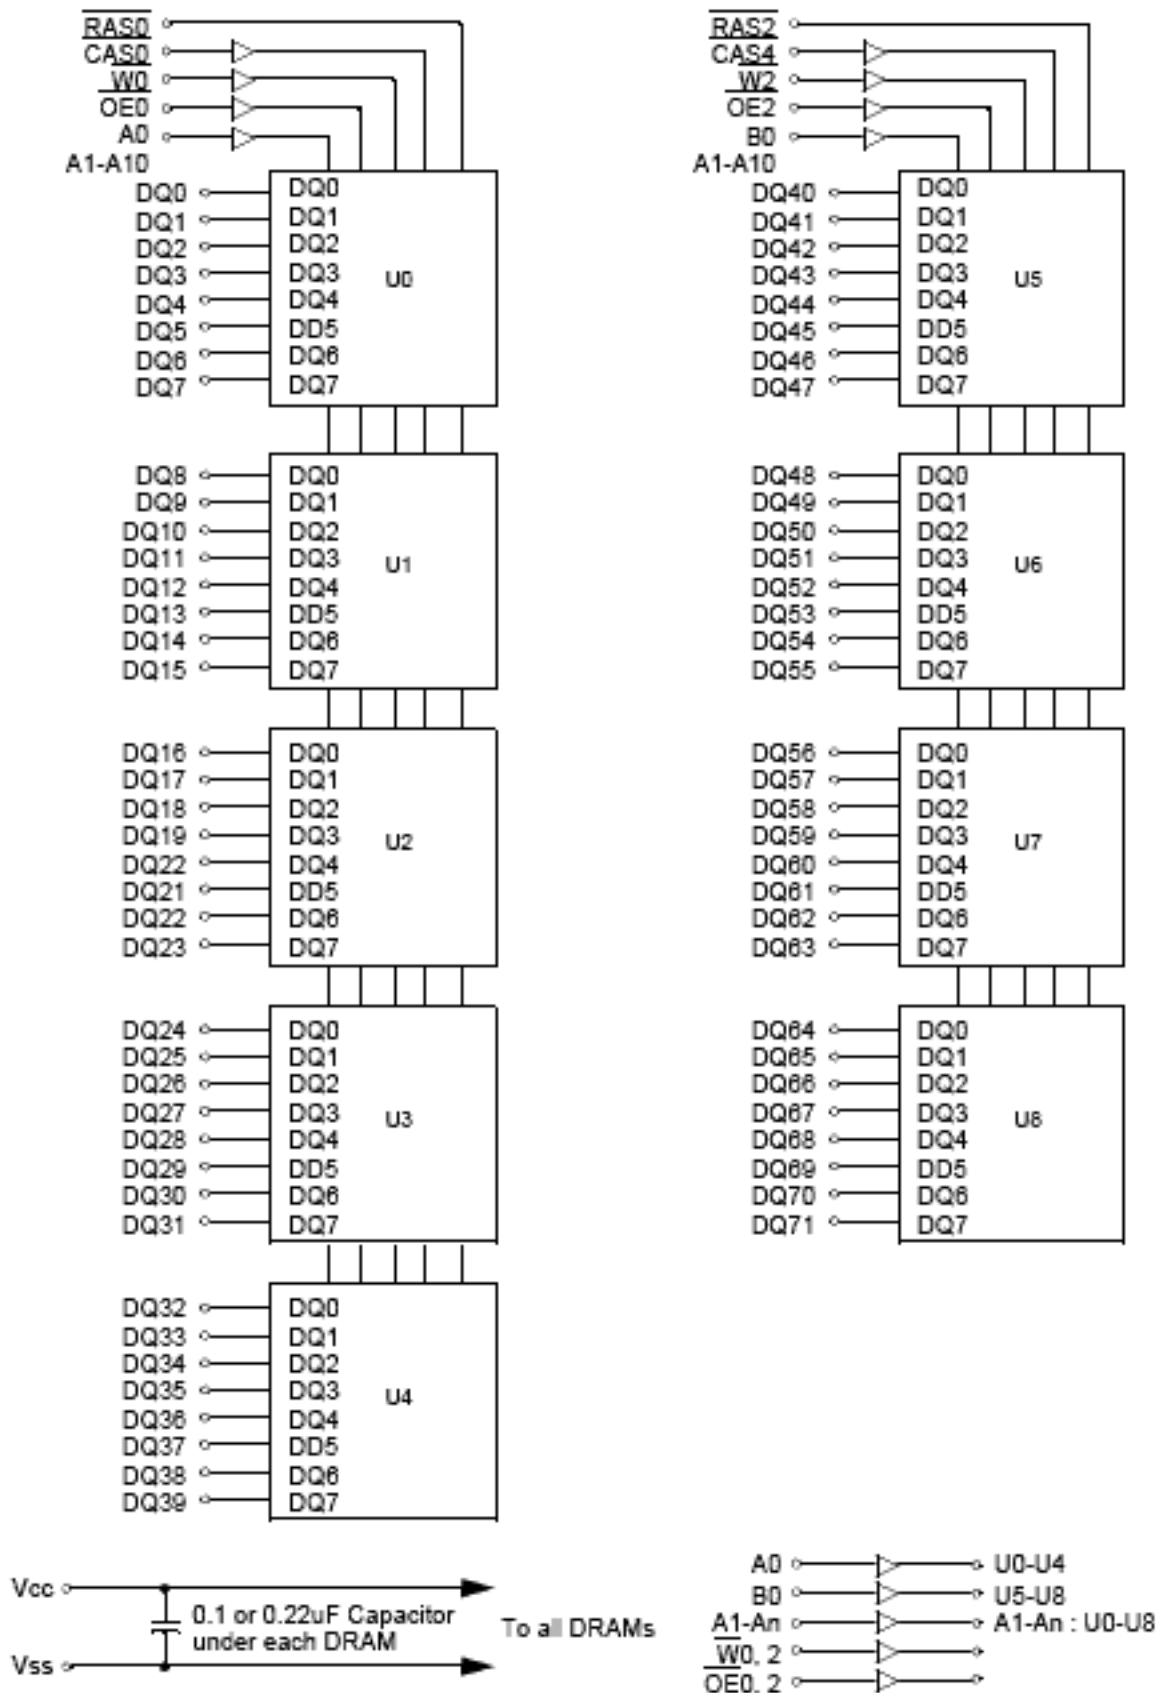 RAS0
CAS0
W0
OE0
A0
A1-A10
DQ0 DQ0
DQ1 DQ1
DQ2 DQ2
DQ3 DQ3
U0
DQ4 DQ4
DQ5 DD5
DQ6 DQ6
DQ7 DQ7
DQ8 DQ0
DQ9 DQ1
DQ10 DQ2
DQ11 DQ3
U1
DQ12 DQ4
DQ13 DD5
DQ14 DQ6
DQ15 DQ7
DQ16 DQ0
DQ17 DQ1
DQ18 DQ2
DQ19 DQ3
U2
DQ22 DQ4
DQ21 DD5
DQ22 DQ6
DQ23 DQ7
DQ24 DQ0
DQ25 DQ1
DQ26 DQ2
DQ27 DQ3
U3
DQ28 DQ4
DQ29 DD5
DQ30 DQ6
DQ31 DQ7
DQ32 DQ0
DQ33 DQ1
DQ34 DQ2
DQ35 DQ3
U4
DQ36 DQ4
DQ37 DD5
DQ38 DQ6
DQ39 DQ7
RAS2
CAS4
W2
OE2
B0
A1-A10
DQ40 DQ0
DQ41 DQ1
DQ42 DQ2
DQ43 DQ3
U5
DQ44 DQ4
DQ45 DD5
DQ46 DQ6
DQ47 DQ7
DQ48 DQ0
DQ49 DQ1
DQ50 DQ2
DQ51 DQ3
U6
DQ52 DQ4
DQ53 DD5
DQ54 DQ6
DQ55 DQ7
DQ56 DQ0
DQ57 DQ1
DQ58 DQ2
DQ59 DQ3
U7
DQ60 DQ4
DQ61 DD5
DQ62 DQ6
DQ63 DQ7
DQ64 DQ0
DQ65 DQ1
DQ66 DQ2
DQ67 DQ3
U8
DQ68 DQ4
DQ69 DD5
DQ70 DQ6
DQ71 DQ7
Vcc
0.1 or 0.22uF Capacitor
under each DRAM
To all DRAMs
Vss
A0 U0-U4
B0 U5-U8
A1-An A1-An : U0-U8
W0, 2
OE0, 2